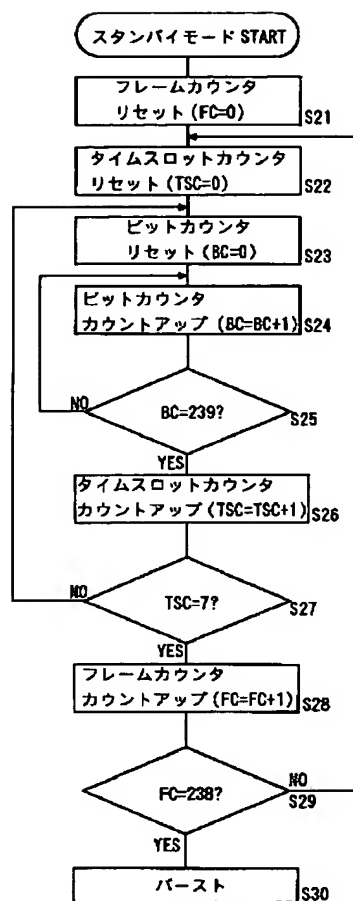 スタンバイモード START
フレームカウンタ
リセット (FC=0)
S21
タイムスロットカウンタ
リセット (TSC=0)
S22
ビットカウンタ
リセット (BC=0)
S23
ビットカウンタ
カウントアップ (BC=BC+1)
S24
NO
BC=239?
S25
YES
タイムスロットカウンタ
カウントアップ (TSC=TSC+1)
S26
NO
TSC=7?
S27
YES
フレームカウンタ
カウントアップ (FC=FC+1)
S28
NO
FC=238?
S29
YES
バースト
S30